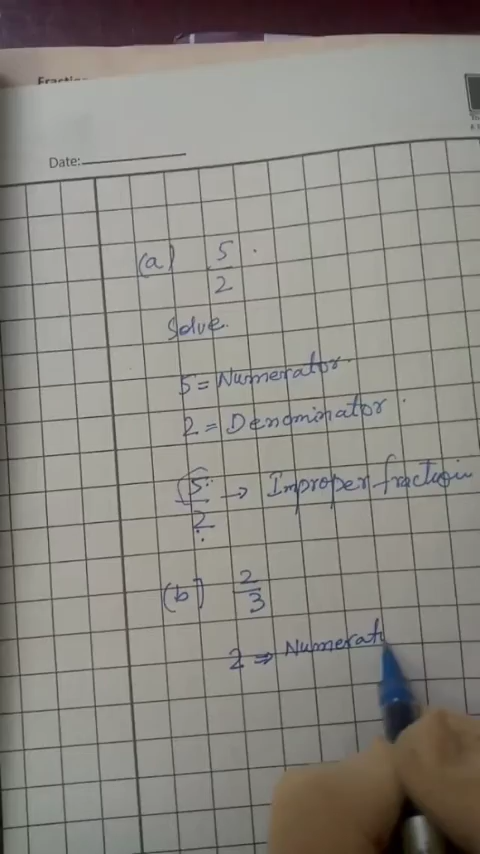 Date:
(a) 5/2 .
Solve.
5 = Numerator.
2 = Denominator.
5/2 → Improper fraction
(b) 2/3
2 ⇒ Numerat